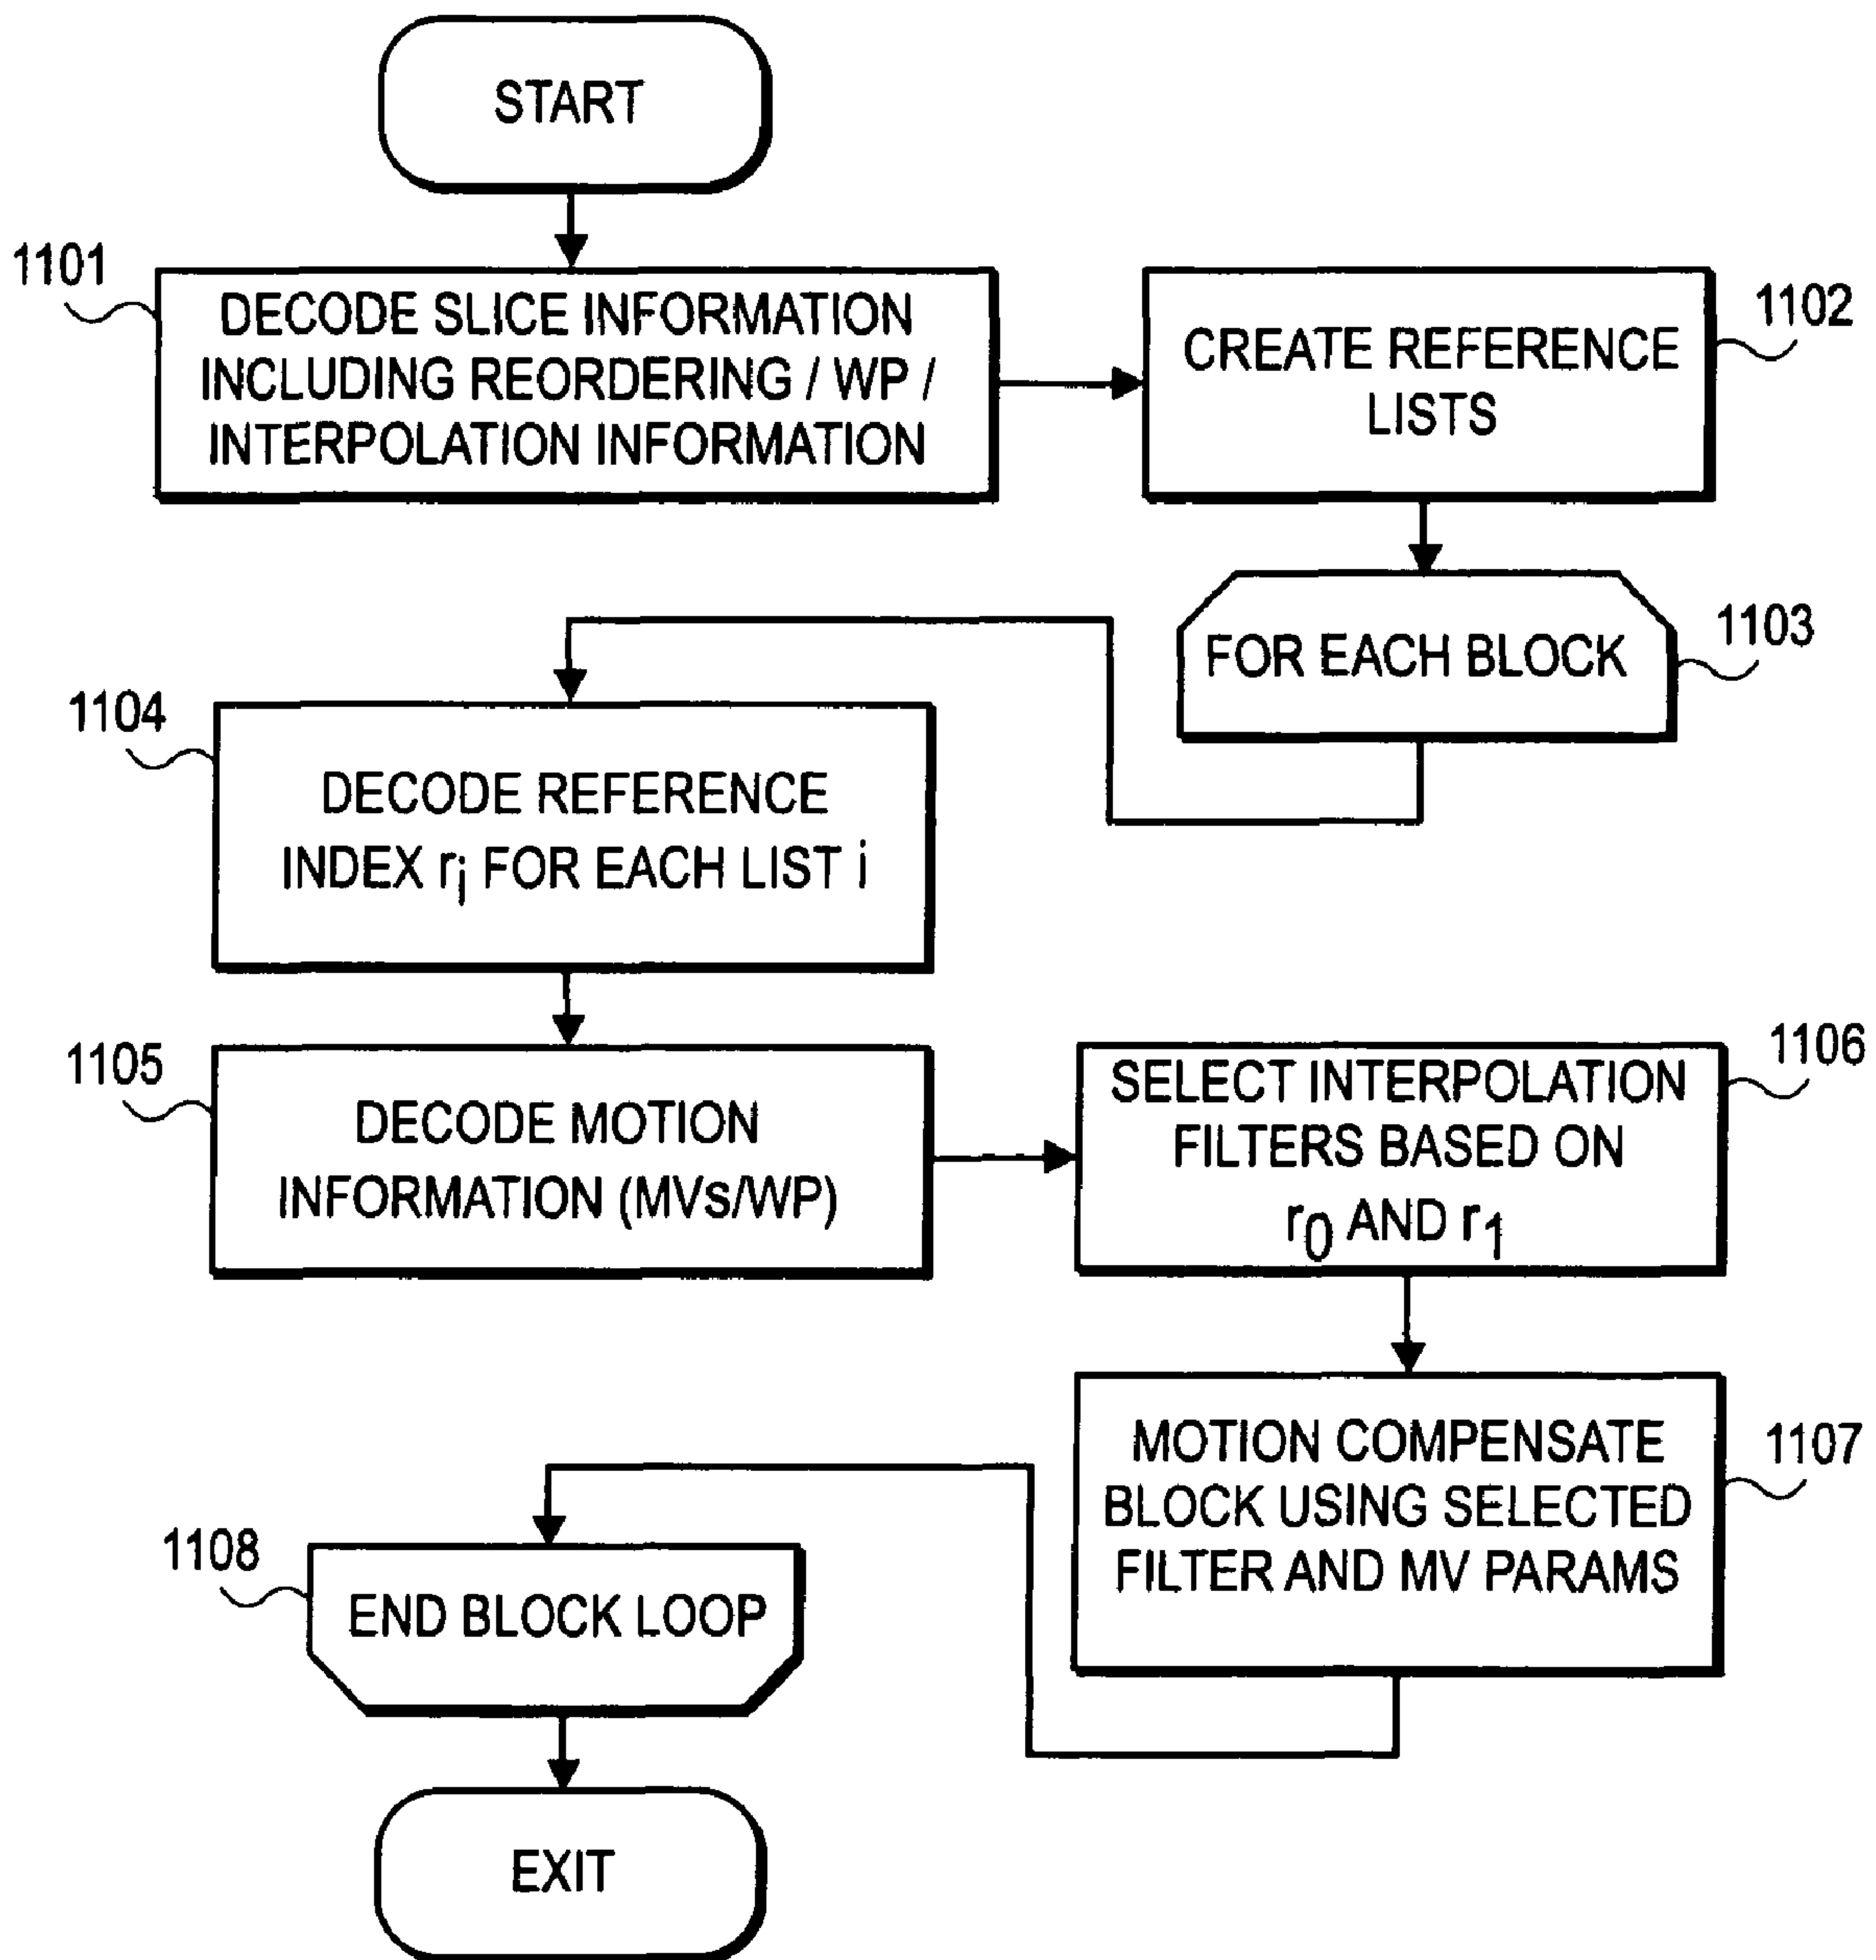 START
1101
DECODE SLICE INFORMATION
INCLUDING REORDERING / WP /
INTERPOLATION INFORMATION
1102
CREATE REFERENCE
LISTS
1103
FOR EACH BLOCK
1104
DECODE REFERENCE
INDEX ri FOR EACH LIST i
1105
DECODE MOTION
INFORMATION (MVs/WP)
1106
SELECT INTERPOLATION
FILTERS BASED ON
r0 AND r1
1107
MOTION COMPENSATE
BLOCK USING SELECTED
FILTER AND MV PARAMS
1108
END BLOCK LOOP
EXIT